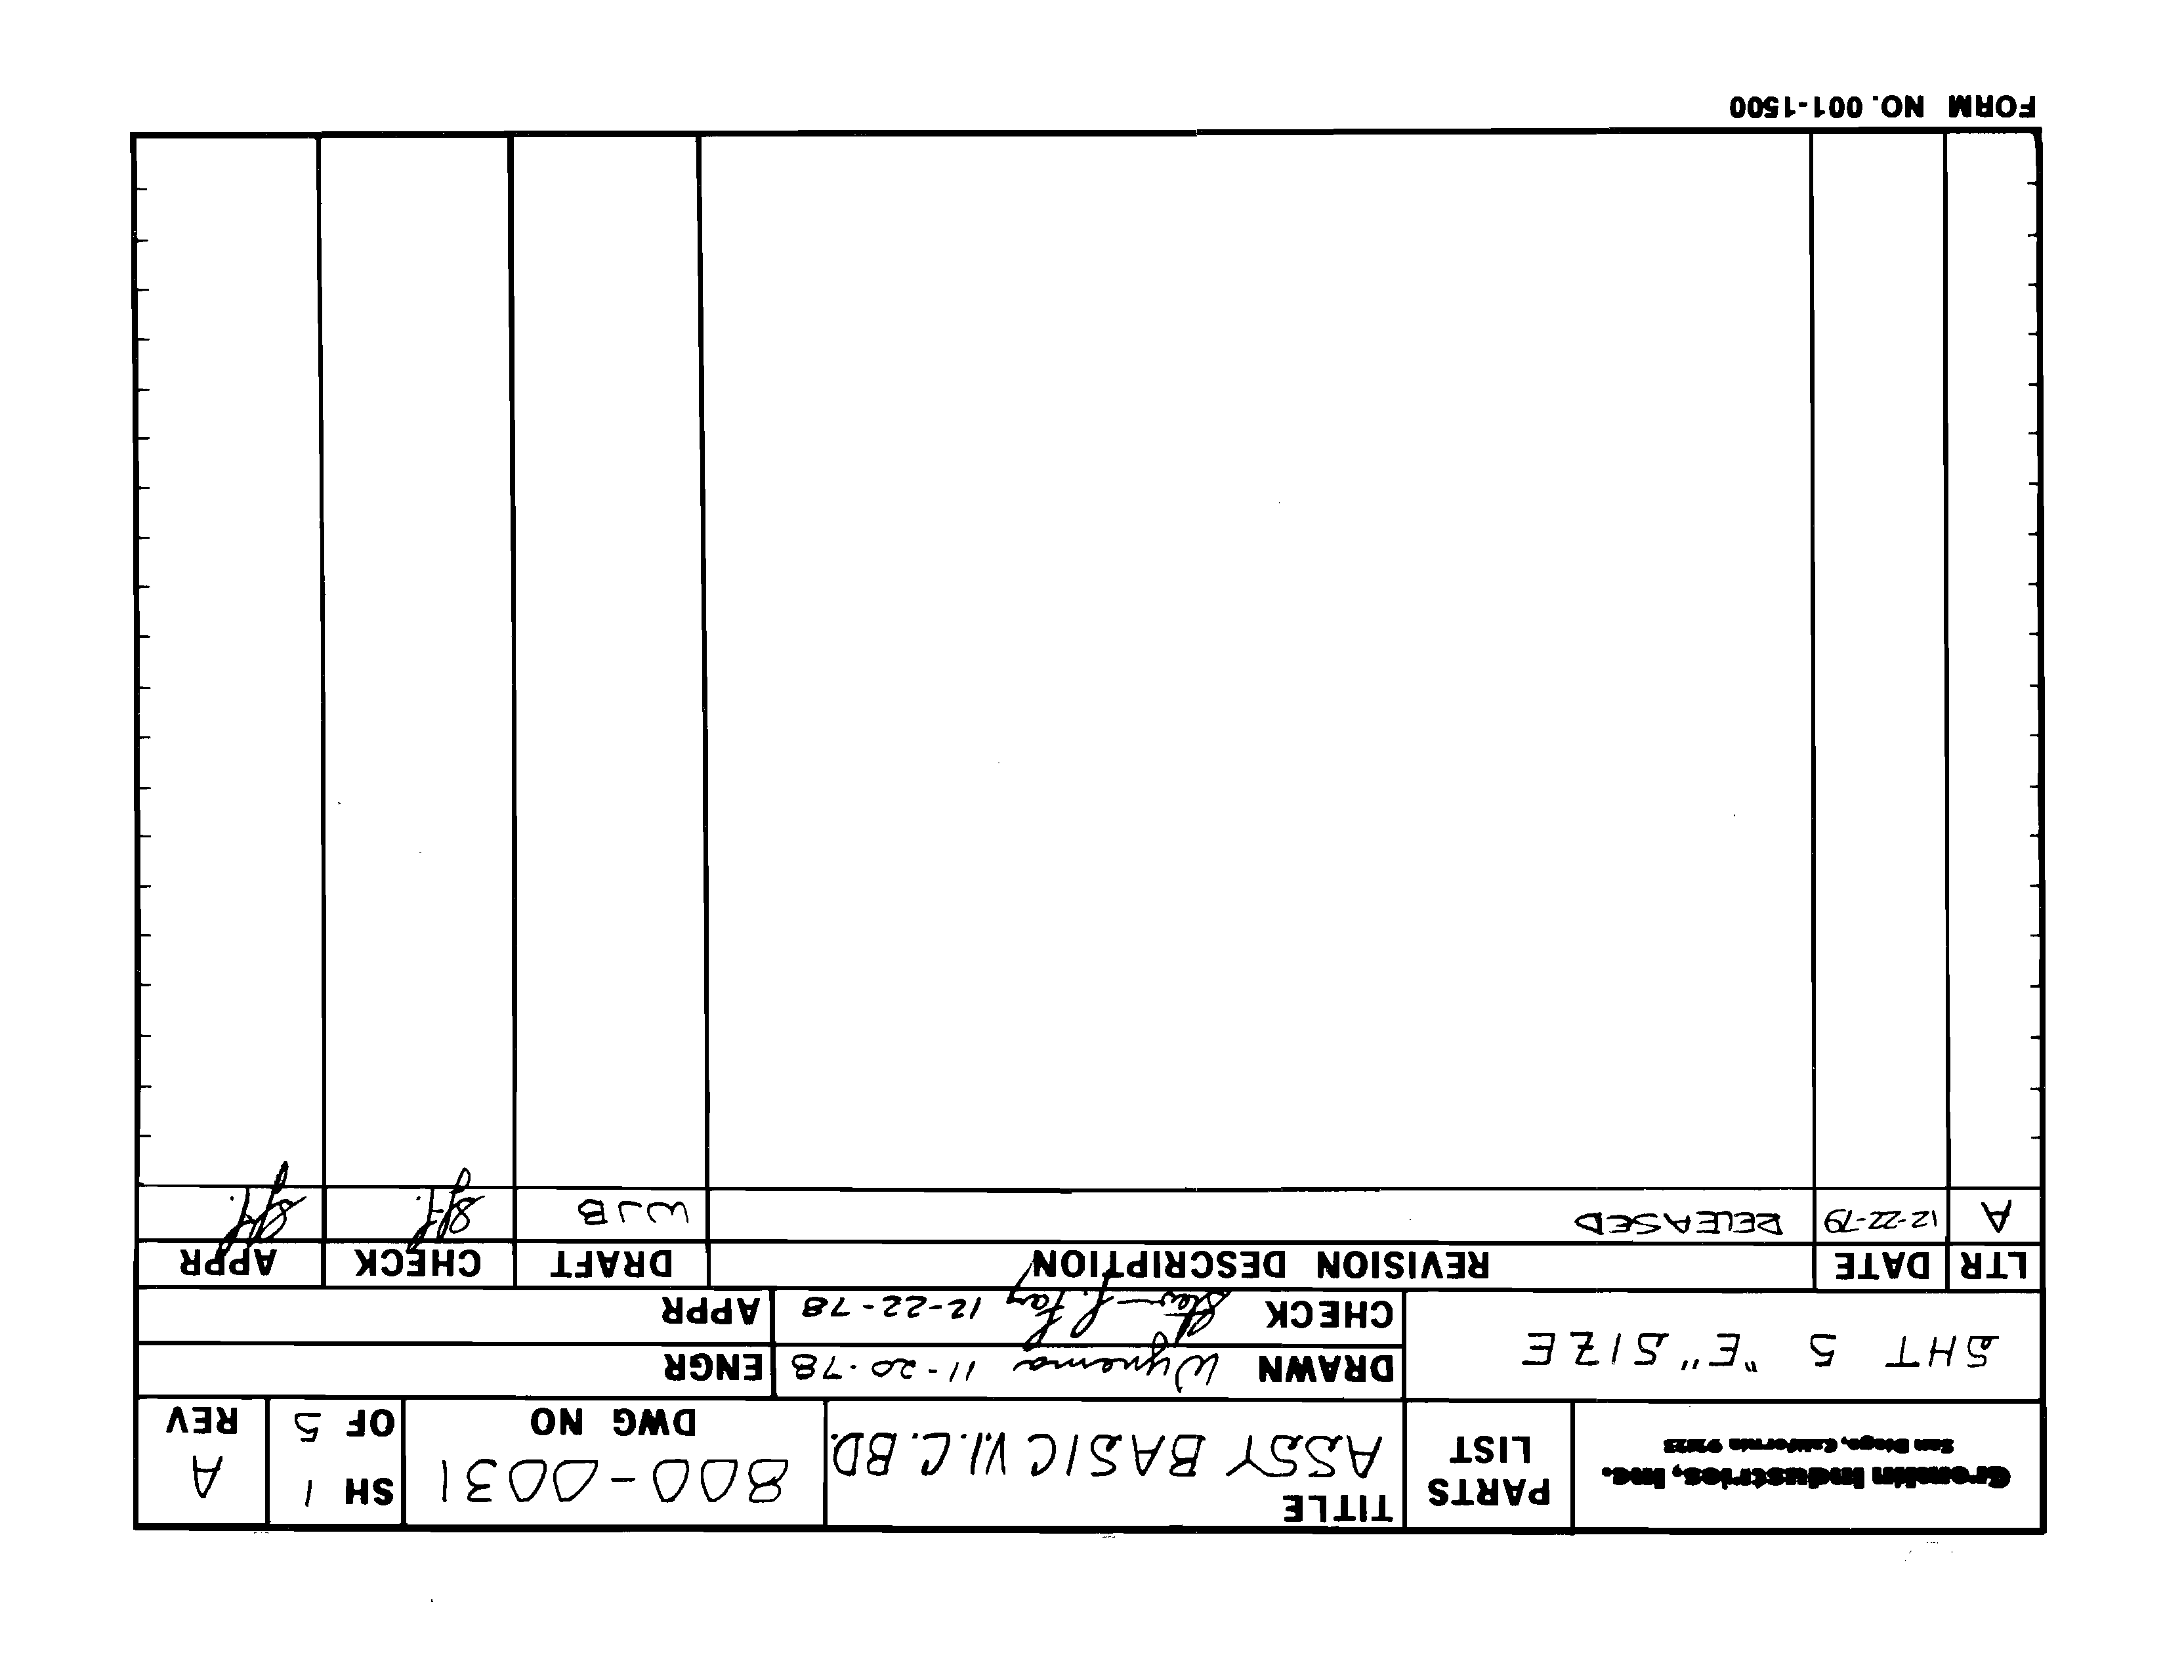 Gremlin Industries, Inc.
San Diego, California 92123
PARTS LIST
TITLE
ASSY BASIC V.I.C. BD.
DWG NO
800-0031
SH 1
OF 5
REV
A
SHT 5 "E" SIZE
DRAWN Wynema 11-20-78
ENGR
CHECK 12-22-78
APPR
LTR DATE REVISION DESCRIPTION DRAFT CHECK APPR
A 12-22-79 RELEASED WJB
FORM NO. 001-1500